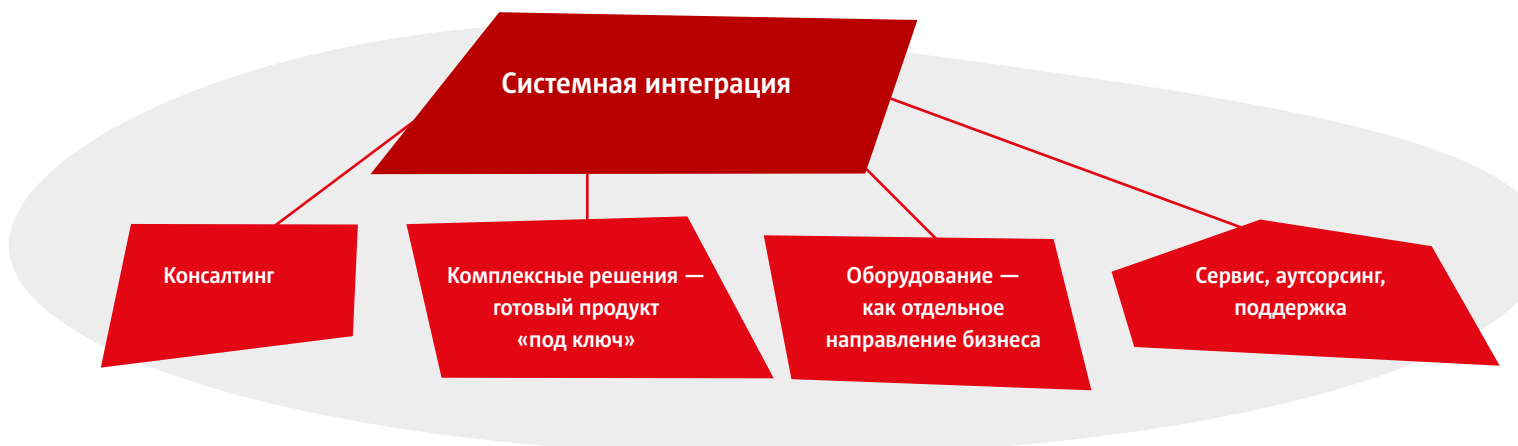 Системная интеграция
Консалтинг
Комплексные решения —
готовый продукт
«под ключ»
Оборудование —
как отдельное
направление бизнеса
Сервис, аутсорсинг,
поддержка